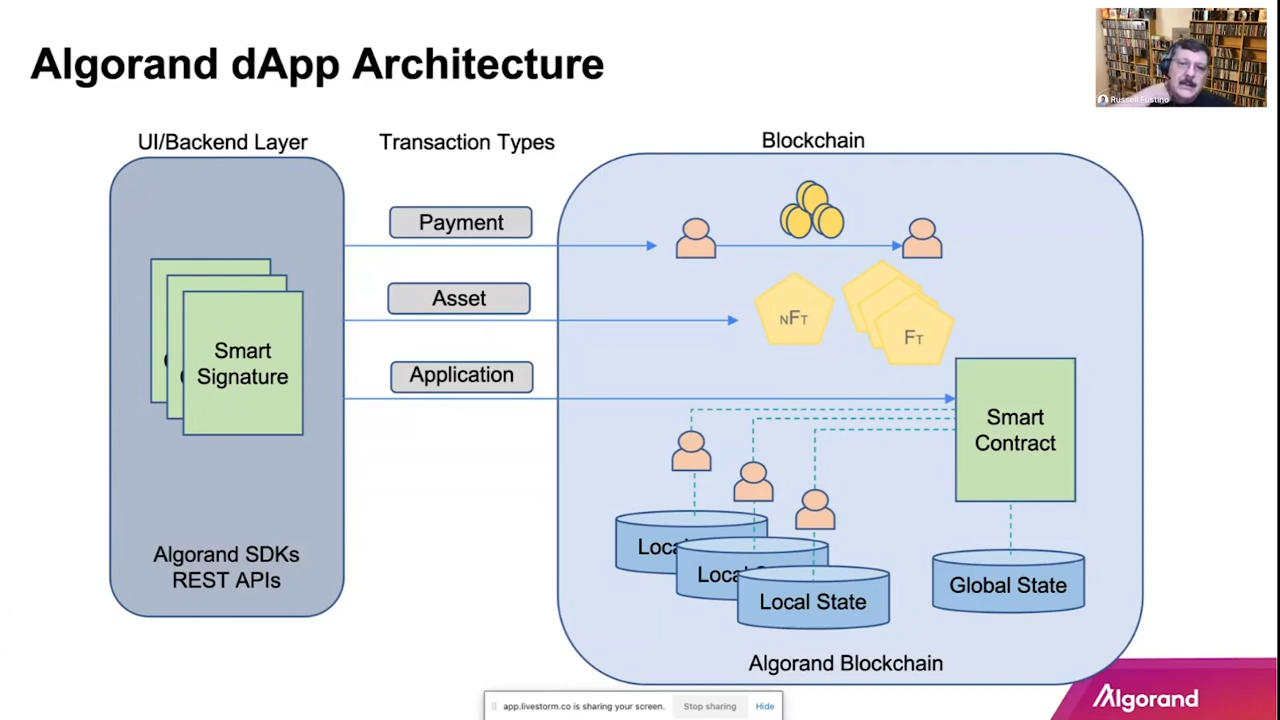 Algorand dApp Architecture
Russell Fustino
UI/Backend Layer
Transaction Types
Blockchain
Payment
Asset
Application
Smart
Signature
Algorand SDKs
REST APIs
NFT
FT
Smart
Contract
Local State
Global State
Algorand Blockchain
Algorand
app.livestorm.co is sharing your screen.
Stop sharing
Hide